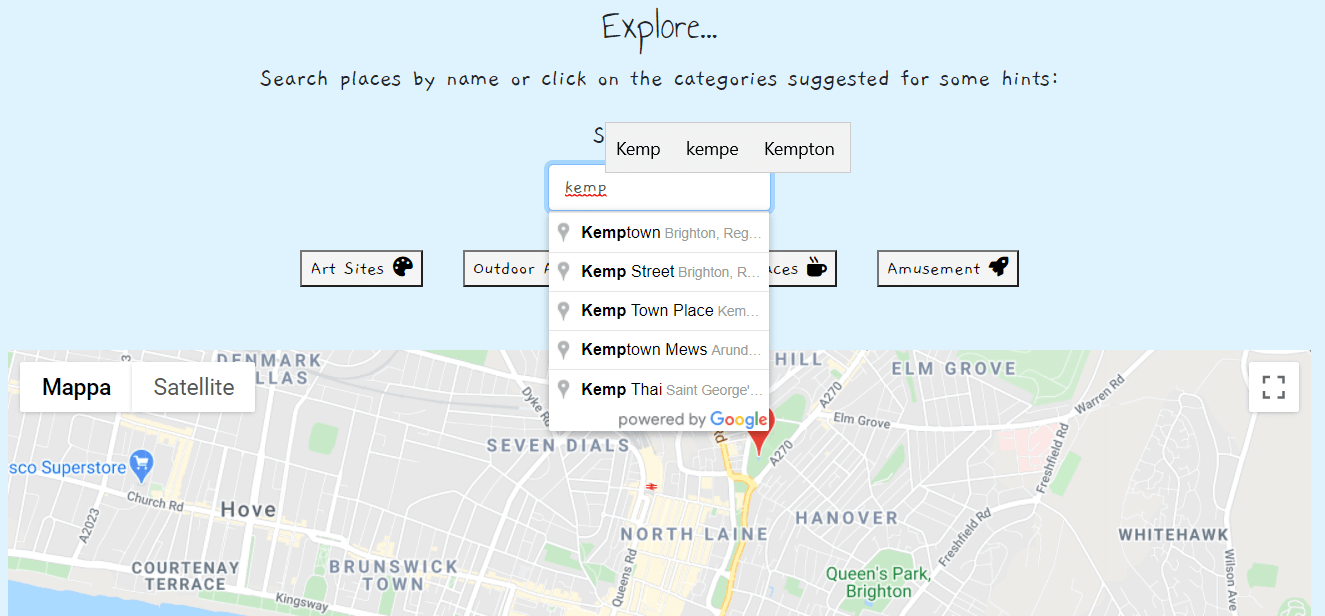 Explore...
Search places by name or click on the categories suggested for some hints:
S
Kemp kempe Kempton
kemp
Kemptown Brighton, Reg...
Kemp Street Brighton, R...
Kemp Town Place Kem...
Kemptown Mews Arund...
Kemp Thai Saint George'...
powered by Google
Art Sites
Outdoor A
ces
Amusement
Mappa
Satellite
DENMARK
LLAS
HILL
ELM GROVE
Warren Rd
Dyke R
A270
Elm Grove
SEVEN DIALS
Rd
A270
Freshfield Rd
sco Superstore
Church Rd
Hove
A2023
NORTH LAINE
HANOVER
WHITEHAWK
Freshfield Rd
COURTENAY
TERRACE
BRUNSWICK
TOWN
Queens Rd
Queen's Park,
Brighton
Wilson Ave
Kingsway